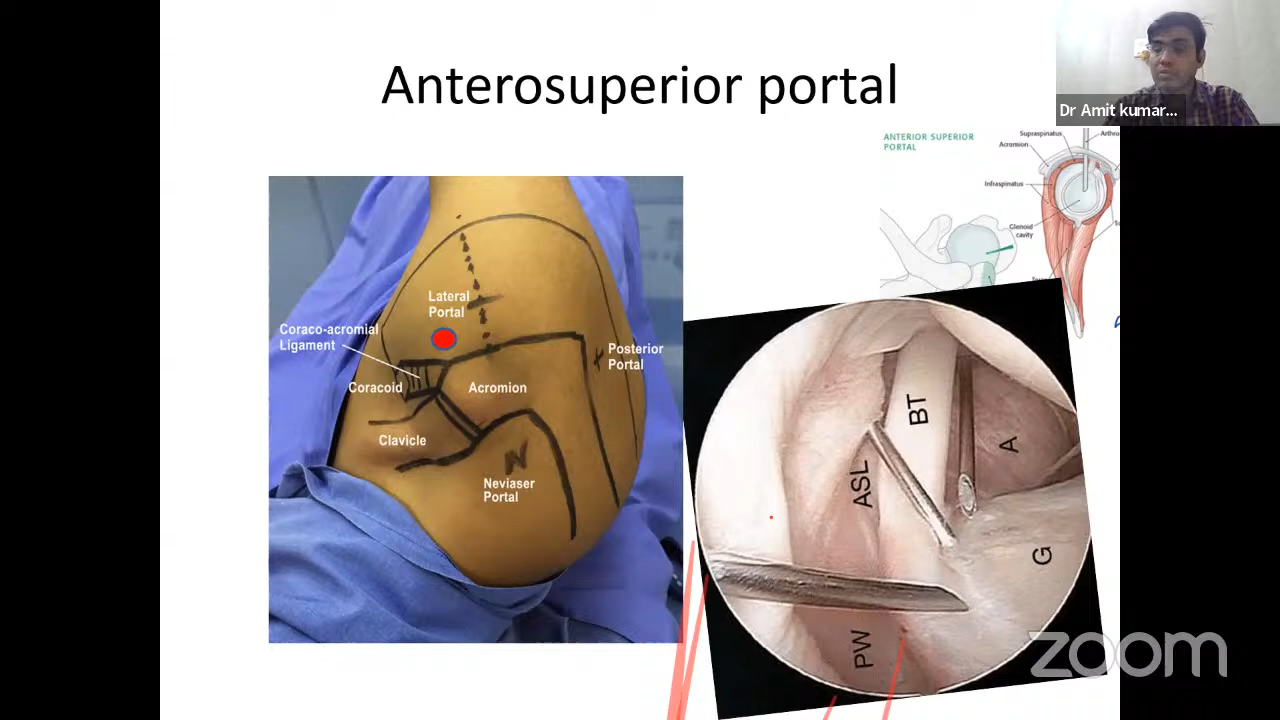 Anterosuperior portal
Dr Amit kumar...
ANTERIOR SUPERIOR
PORTAL
Supraspinatus
Acromion
Infraspinatus
Glenoid
cavity
Lateral
Portal
Coraco-acromial
Ligament
Coracoid
Acromion
Posterior
Portal
Clavicle
N
Neviaser
Portal
BT
A
ASL
G
PW
zoom